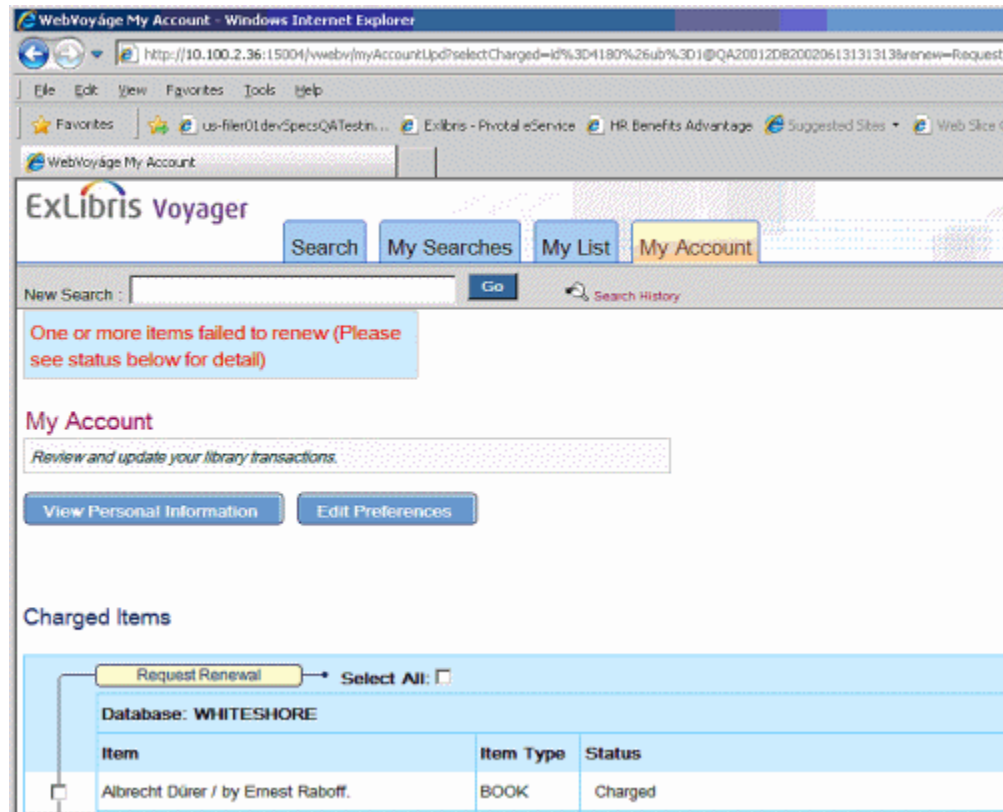 WebVoyáge My Account - Windows Internet Explorer
http://10.100.2.36:15004/vwebv/myAccountUpd?selectCharged=id%3D4180%26ub%3D1@QA20012DB20020613131313&renew=Request
File Edit View Favorites Tools Help
Favorites us-filer01devSpecsQATestin... Exlibris - Pivotal eService HR Benefits Advantage Suggested Sites Web Slice
WebVoyáge My Account
ExLibris Voyager
Search My Searches My List My Account
New Search : Go Search History
One or more items failed to renew (Please
see status below for detail)
My Account
Review and update your library transactions.
View Personal Information Edit Preferences
Charged Items
Request Renewal Select All:
Database: WHITESHORE
Item Item Type Status
Albrecht Dürer / by Ernest Raboff. BOOK Charged